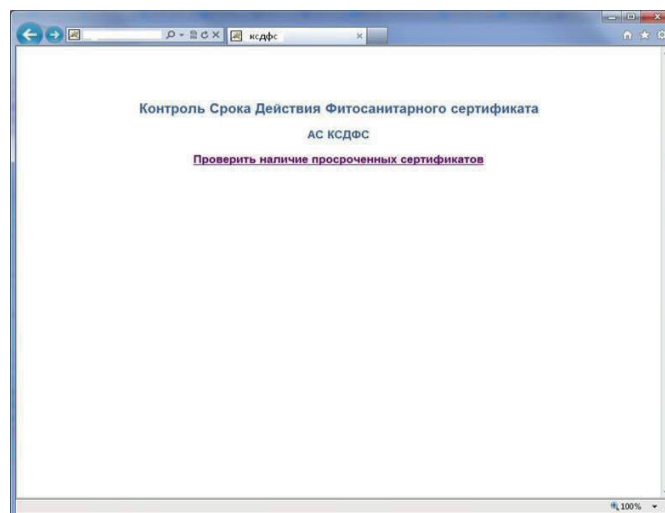 ксдфс
Контроль Срока Действия Фитосанитарного сертификата
АС КСДФС
Проверить наличие просроченных сертификатов
100%